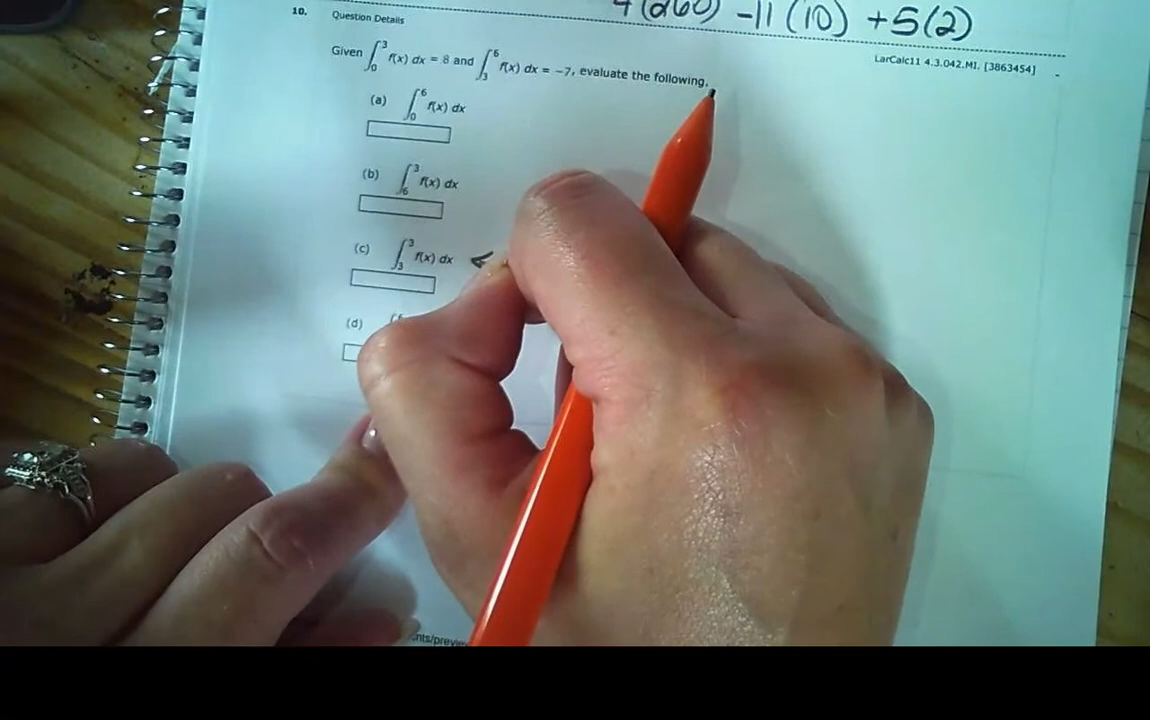 4(260) -11(10) +5(2)
10. Question Details
LarCalc11 4.3.042.MI. [3863454]
Given ∫₀³ f(x) dx = 8 and ∫₃⁶ f(x) dx = −7, evaluate the following.
(a) ∫₀⁶ f(x) dx
(b) ∫₆³ f(x) dx
(c) ∫₃³ f(x) dx
(d)